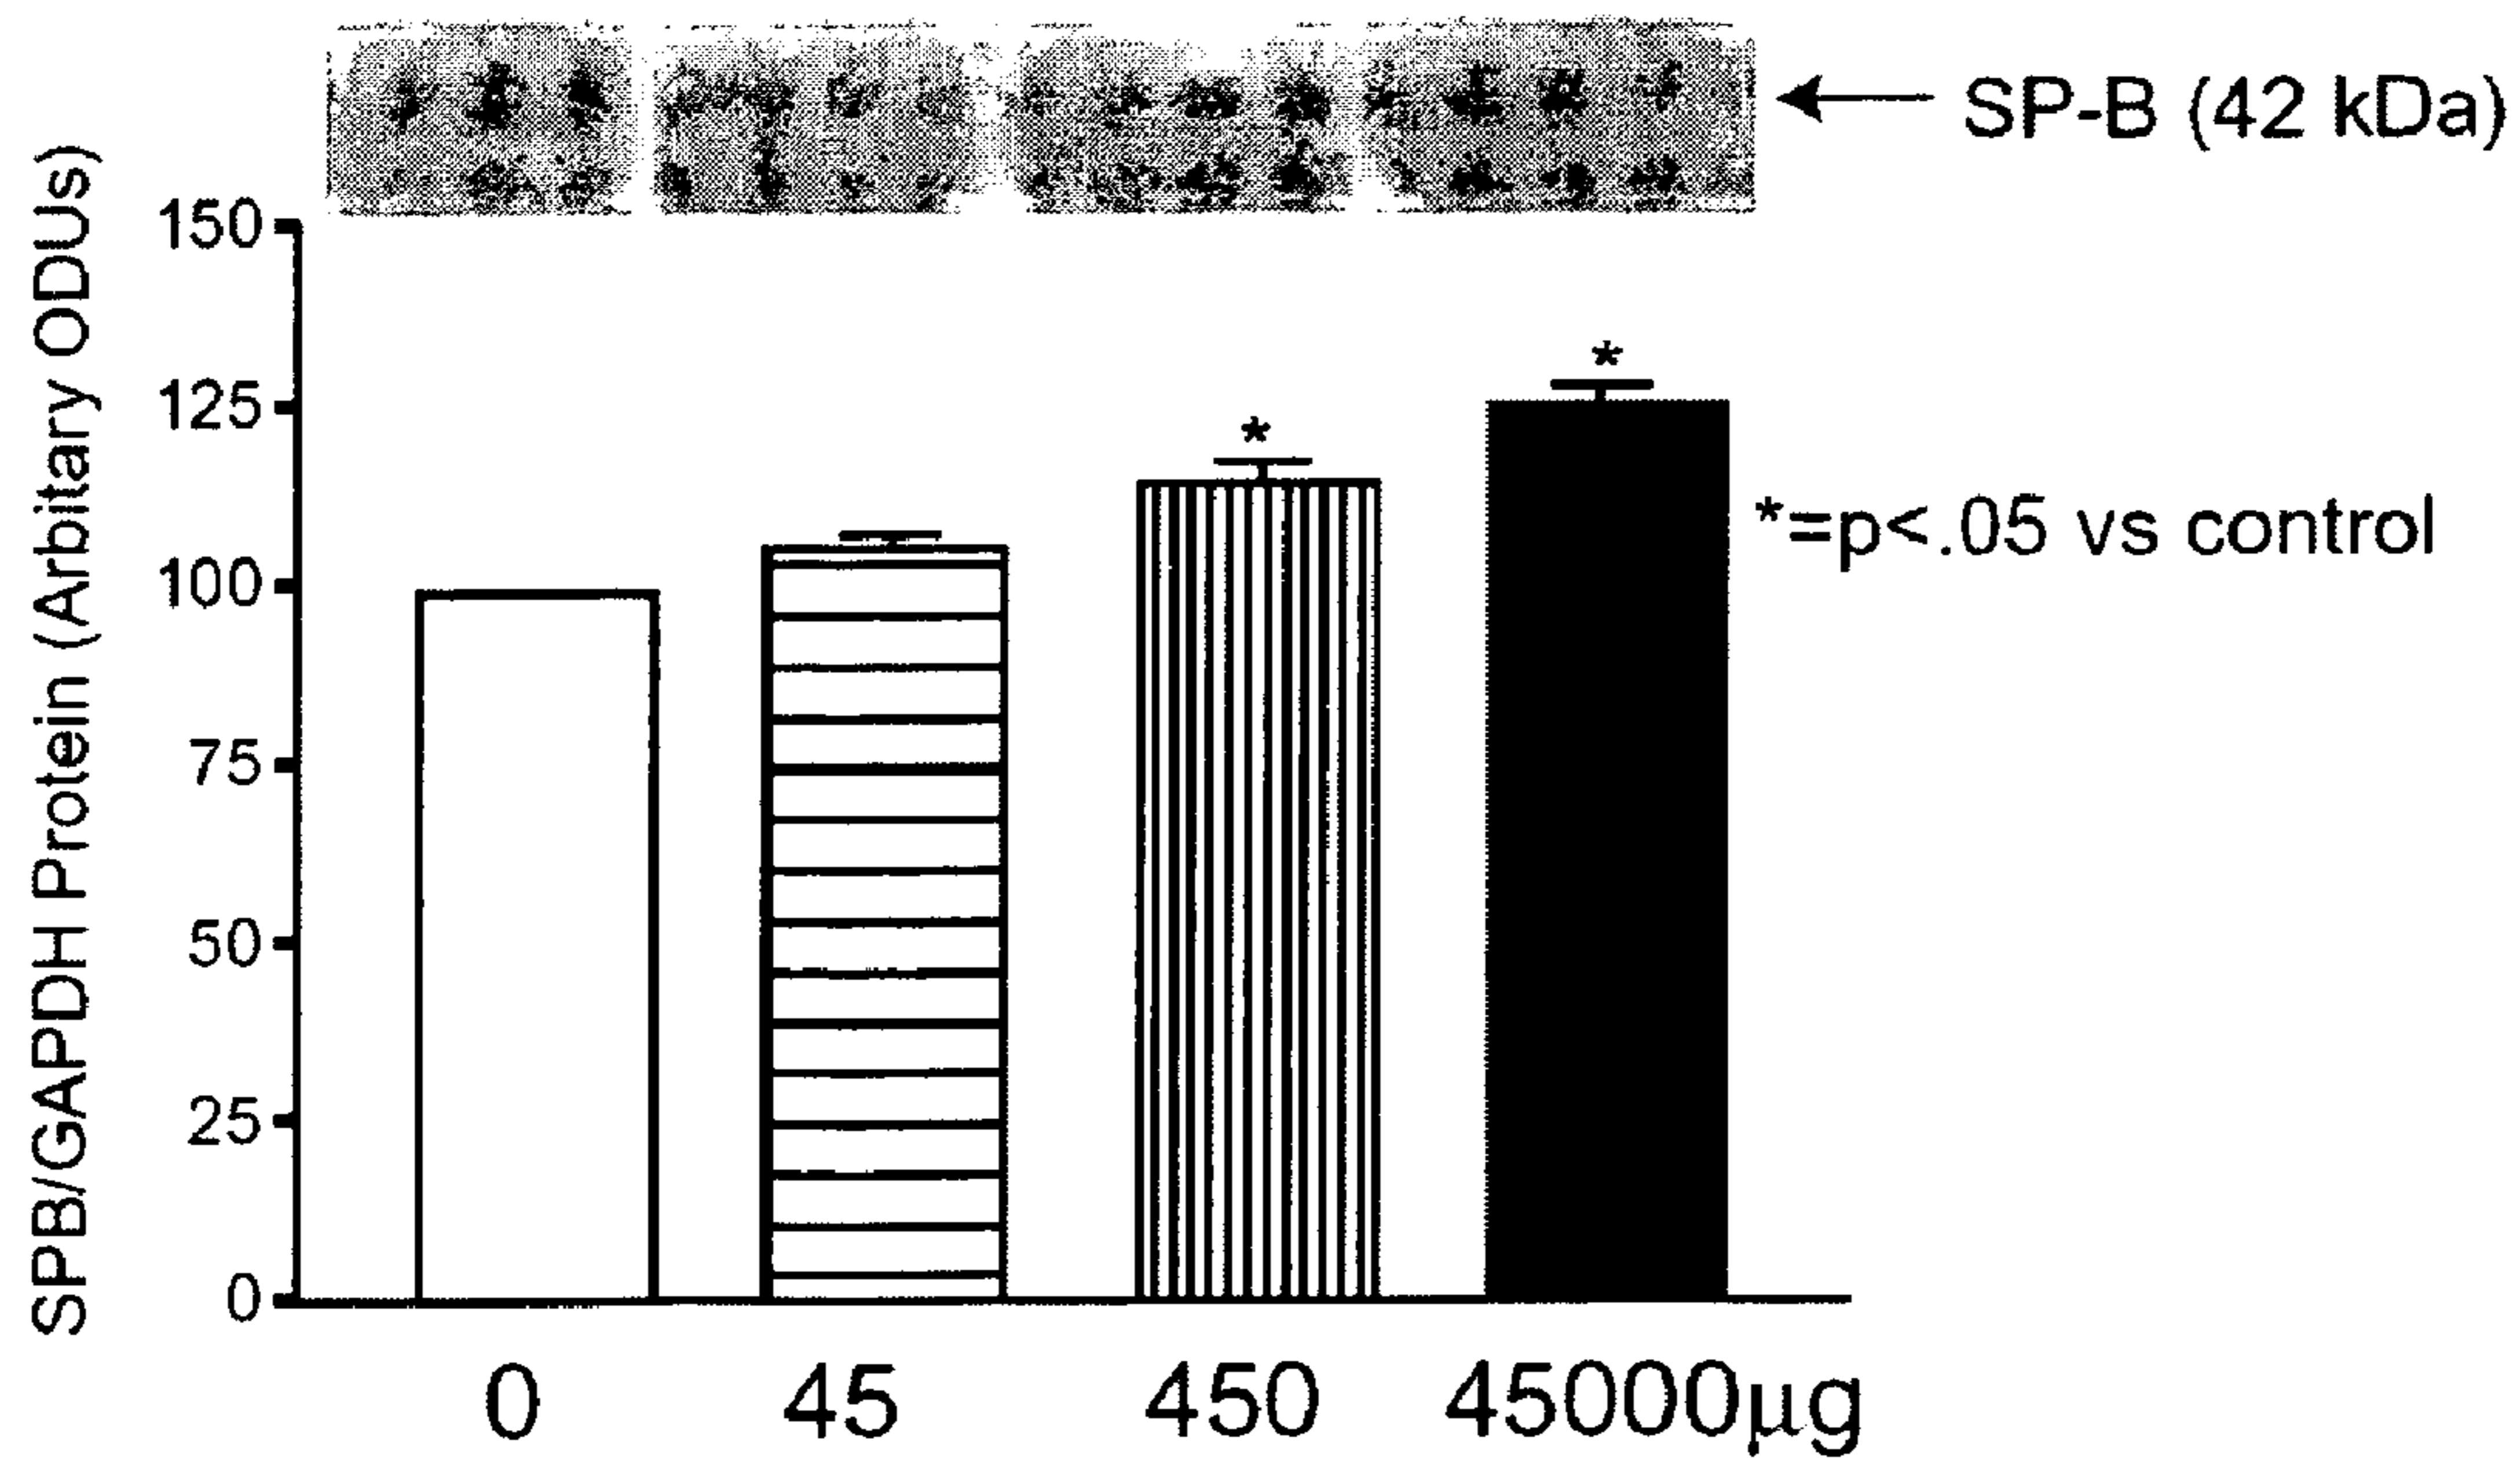 SP-B (42 kDa)
SPB/GAPDH Protein (Arbitary ODUs)
150
125
100
75
50
25
0
*
*
*=p<.05 vs control
0 45 450 45000μg